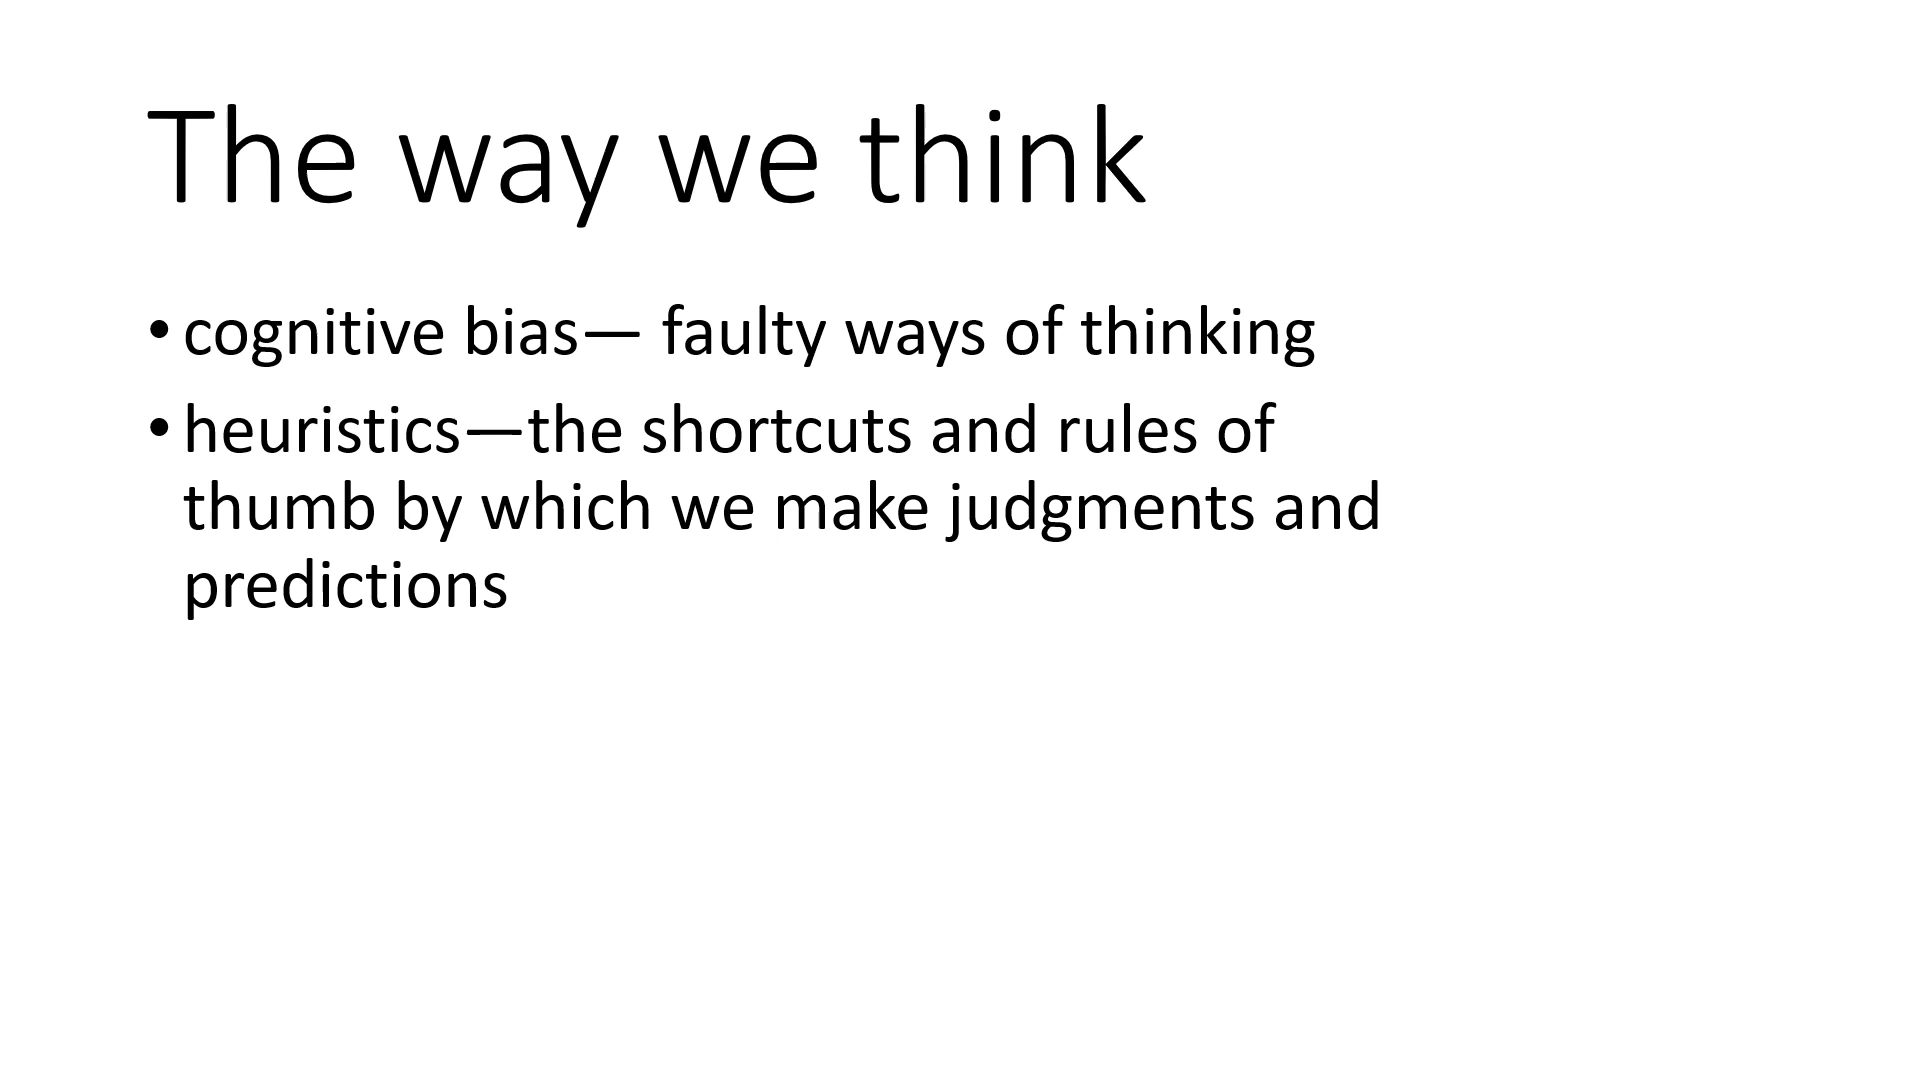 The way we think
• cognitive bias— faulty ways of thinking
• heuristics—the shortcuts and rules of
thumb by which we make judgments and
predictions